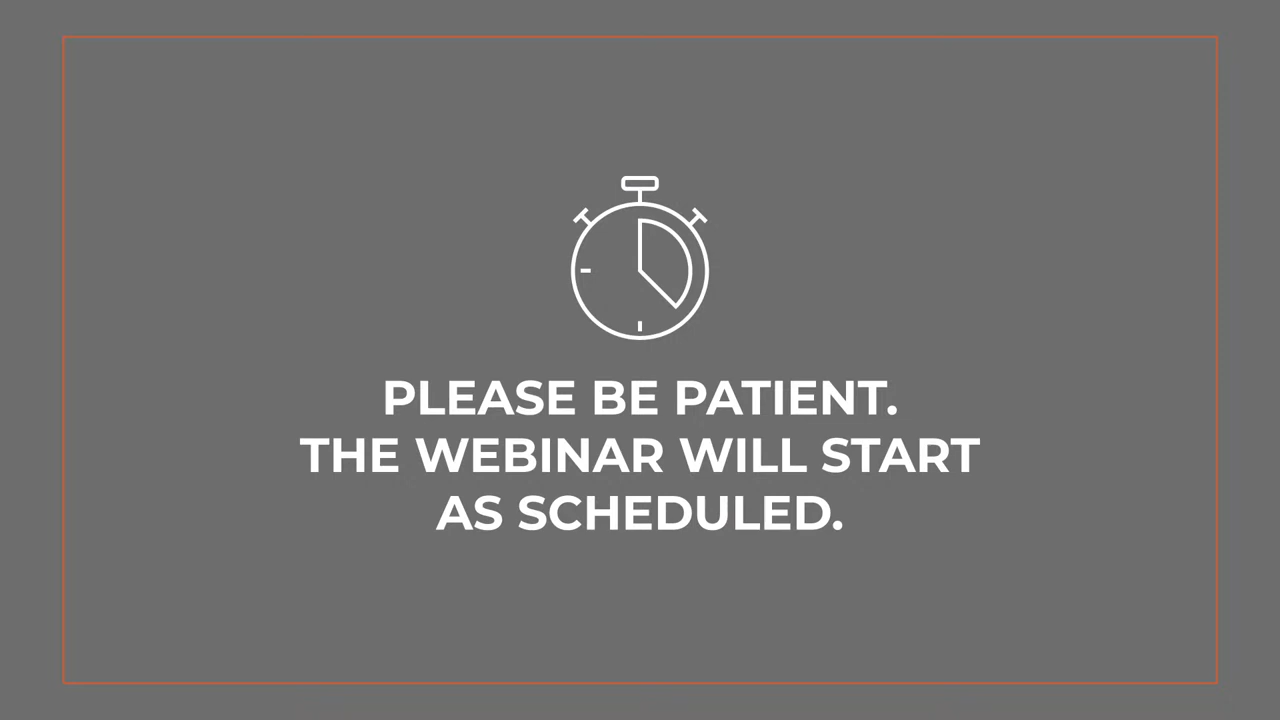 PLEASE BE PATIENT.
THE WEBINAR WILL START
AS SCHEDULED.